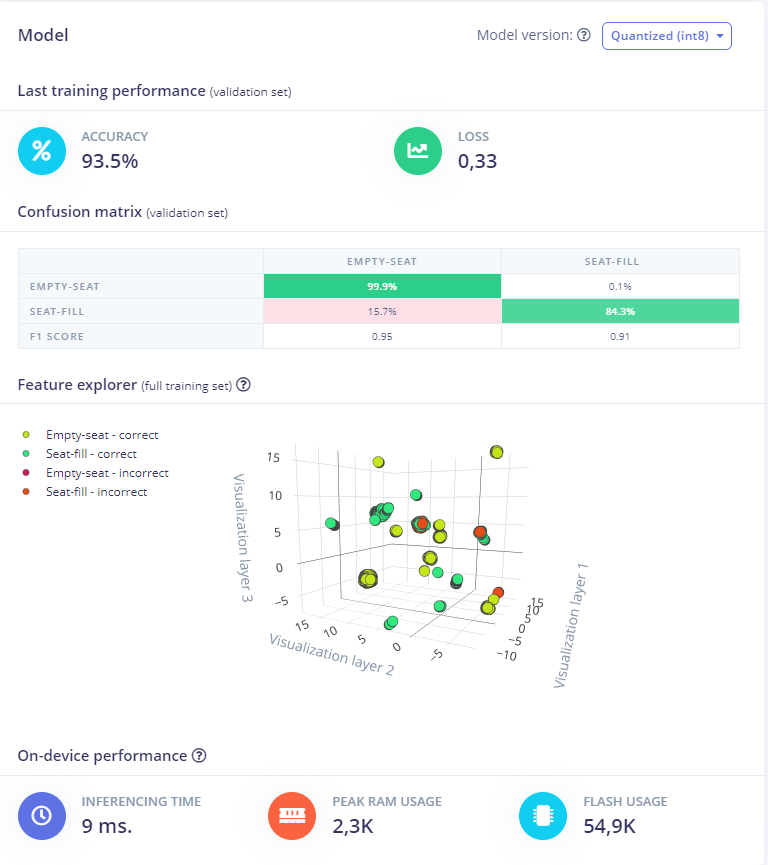 Model
Model version: Quantized (int8)
Last training performance (validation set)
ACCURACY
93.5%
LOSS
0,33
Confusion matrix (validation set)
EMPTY-SEAT SEAT-FILL
EMPTY-SEAT 99.9% 0.1%
SEAT-FILL 15.7% 84.3%
F1 SCORE 0.95 0.91
Feature explorer (full training set)
Empty-seat - correct
Seat-fill - correct
Empty-seat - incorrect
Seat-fill - incorrect
15
10
5
0
−5
Visualization layer 3
15
10
5
0
−5
Visualization layer 2
15
10
5
0
−5
−10
Visualization layer 1
On-device performance
INFERENCING TIME
9 ms.
PEAK RAM USAGE
2,3K
FLASH USAGE
54,9K